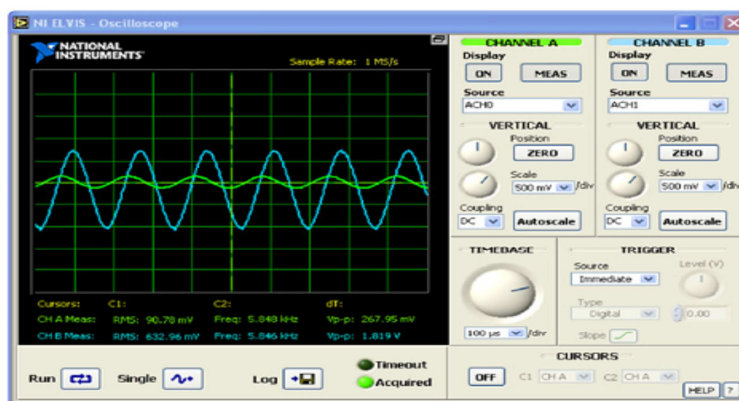 NI ELVIS - Oscilloscope
NATIONAL
INSTRUMENTS
Sample Rate: 1 MS/s
Cursors: C1: C2: dT:
CH A Meas: RMS: 90.78 mV Freq: 5.848 kHz Vp-p: 267.95 mV
CH B Meas: RMS: 632.96 mV Freq: 5.846 kHz Vp-p: 1.819 V
Run Single Log
Timeout
Acquired
CHANNEL A
Display
ON MEAS
Source
ACH0
VERTICAL
Position
ZERO
Scale
500 mV /div
Coupling
DC Autoscale
CHANNEL B
Display
ON MEAS
Source
ACH1
VERTICAL
Position
ZERO
Scale
500 mV /div
Coupling
DC Autoscale
TIMEBASE
100 µs /div
TRIGGER
Source Level (V)
Immediate
Type
Digital 0.00
Slope
CURSORS
OFF C1 CH A C2 CH A
HELP ?